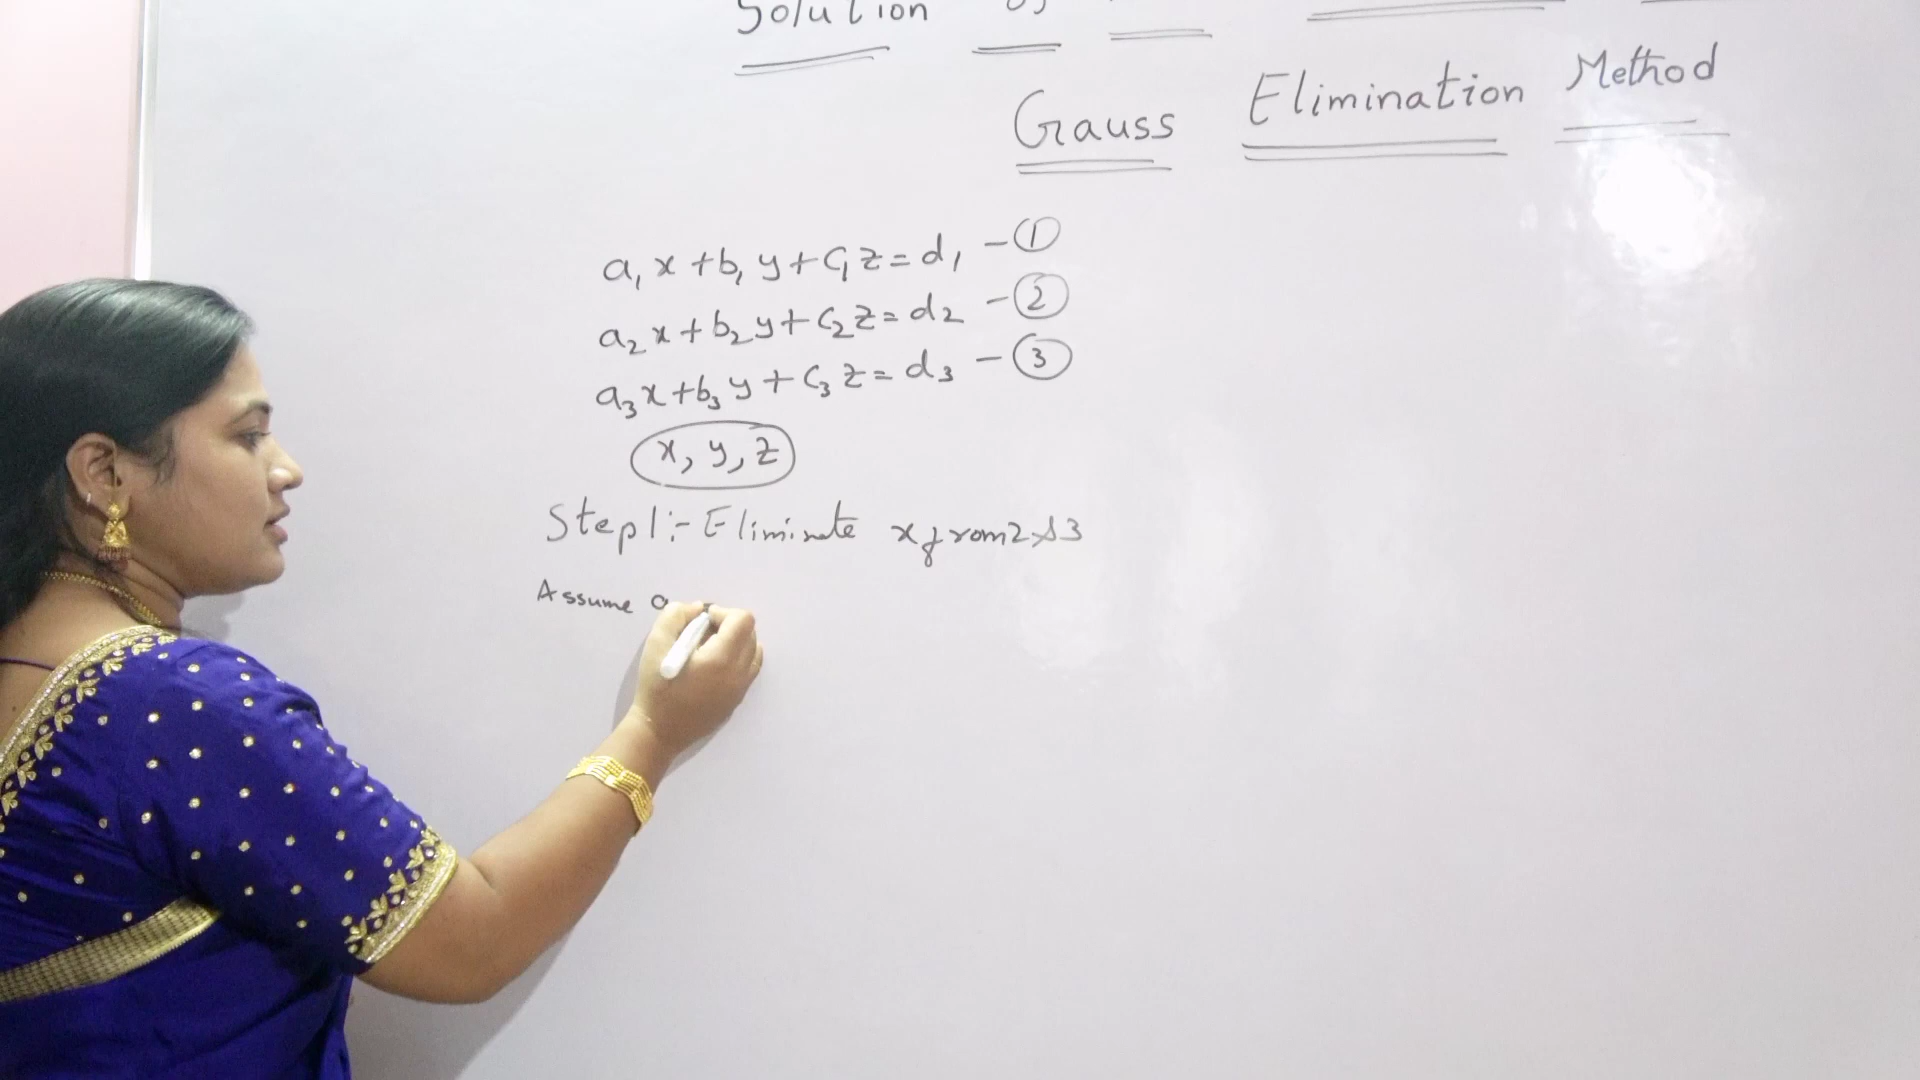 Solution
Gauss Elimination Method
a₁x+b₁y+c₁z=d₁ -①
a₂x+b₂y+c₂z=d₂ -②
a₃x+b₃y+c₃z=d₃ -③
x, y, z
Step1:- Eliminate x from 2 & 3
Assume a